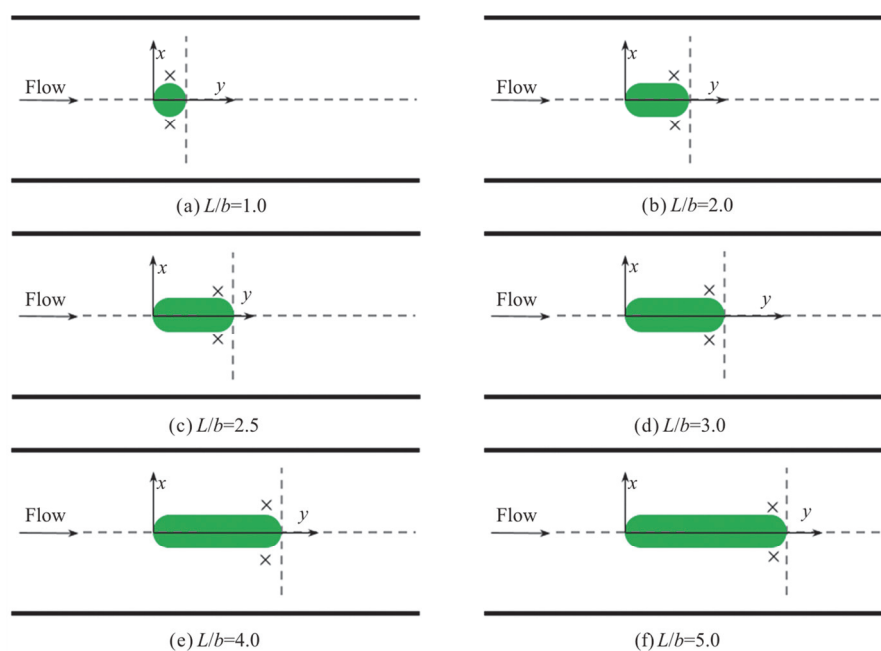 x
y
Flow
(a) L/b=1.0
x
y
Flow
(b) L/b=2.0
x
y
Flow
(c) L/b=2.5
x
y
Flow
(d) L/b=3.0
x
y
Flow
(e) L/b=4.0
x
y
Flow
(f) L/b=5.0